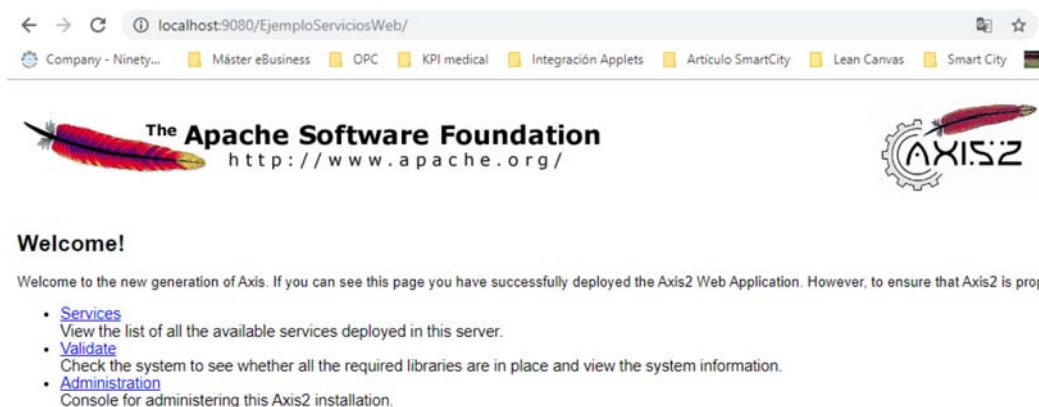 localhost:9080/EjemploServiciosWeb/
Company - Ninety... Máster eBusiness OPC KPI medical Integración Applets Artículo SmartCity Lean Canvas Smart City
The Apache Software Foundation
http://www.apache.org/
AXIS2
Welcome!
Welcome to the new generation of Axis. If you can see this page you have successfully deployed the Axis2 Web Application. However, to ensure that Axis2 is prop
• Services
View the list of all the available services deployed in this server.
• Validate
Check the system to see whether all the required libraries are in place and view the system information.
• Administration
Console for administering this Axis2 installation.